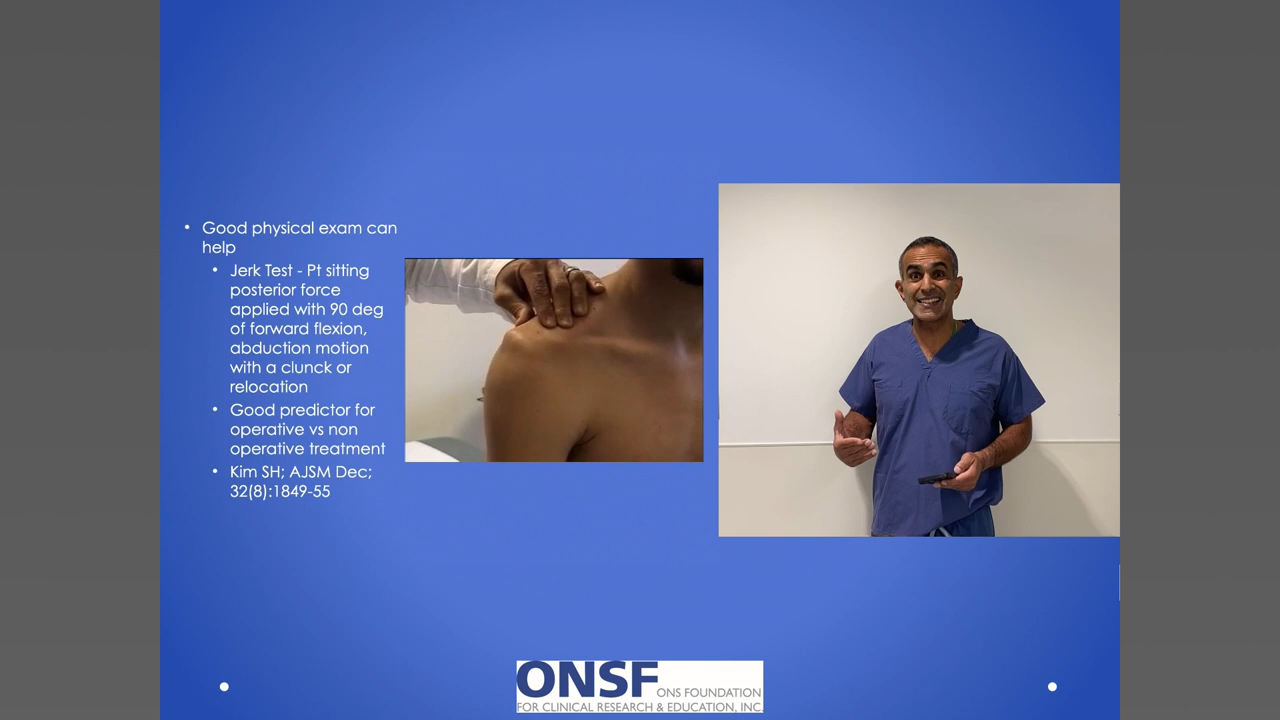 • Good physical exam can
help
• Jerk Test - Pt sitting
posterior force
applied with 90 deg
of forward flexion,
abduction motion
with a clunck or
relocation
• Good predictor for
operative vs non
operative treatment
• Kim SH; AJSM Dec;
32(8):1849-55
ONSF ONS FOUNDATION
FOR CLINICAL RESEARCH & EDUCATION, INC.